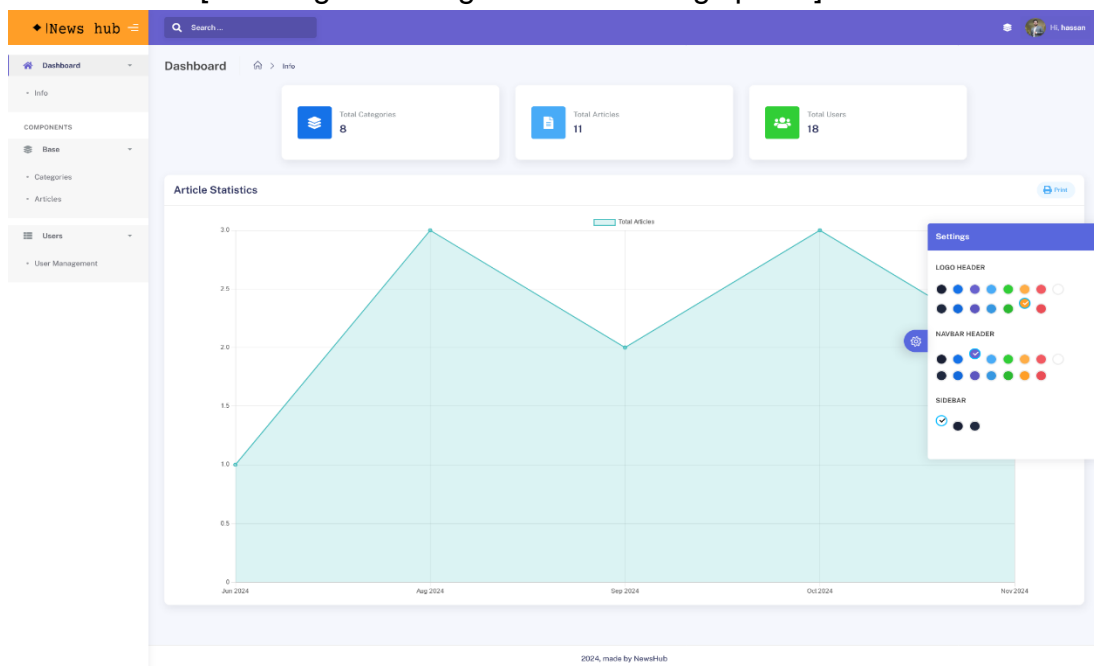 News hub
Search ...
Hi, hassan
Dashboard
Info
COMPONENTS
Base
Categories
Articles
Users
User Management
Dashboard
>
Info
Total Categories
8
Total Articles
11
Total Users
18
Article Statistics
Print
Total Articles
3.0
2.5
2.0
1.5
1.0
0.5
0
Jun 2024
Aug 2024
Sep 2024
Oct 2024
Nov 2024
Settings
LOGO HEADER
NAVBAR HEADER
SIDEBAR
2024, made by NewsHub